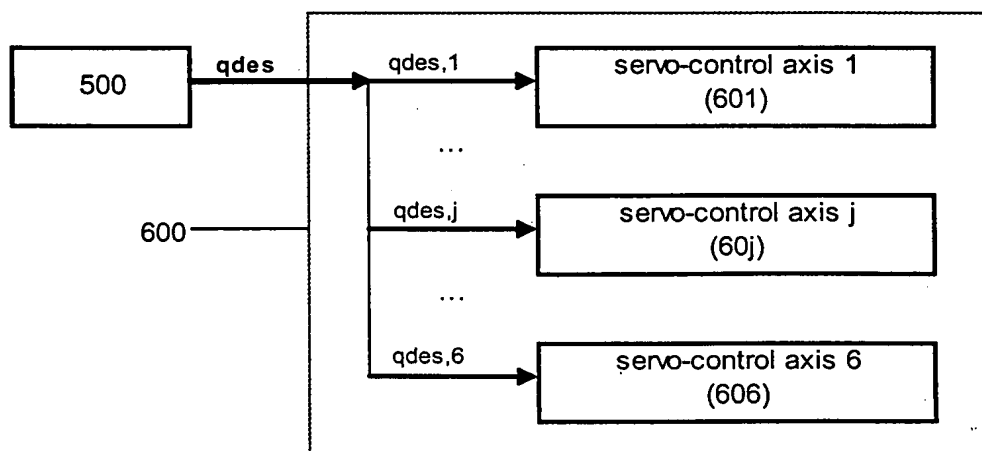 500
qdes
qdes,1
servo-control axis 1
(601)
...
qdes,j
servo-control axis j
(60j)
600
...
qdes,6
servo-control axis 6
(606)